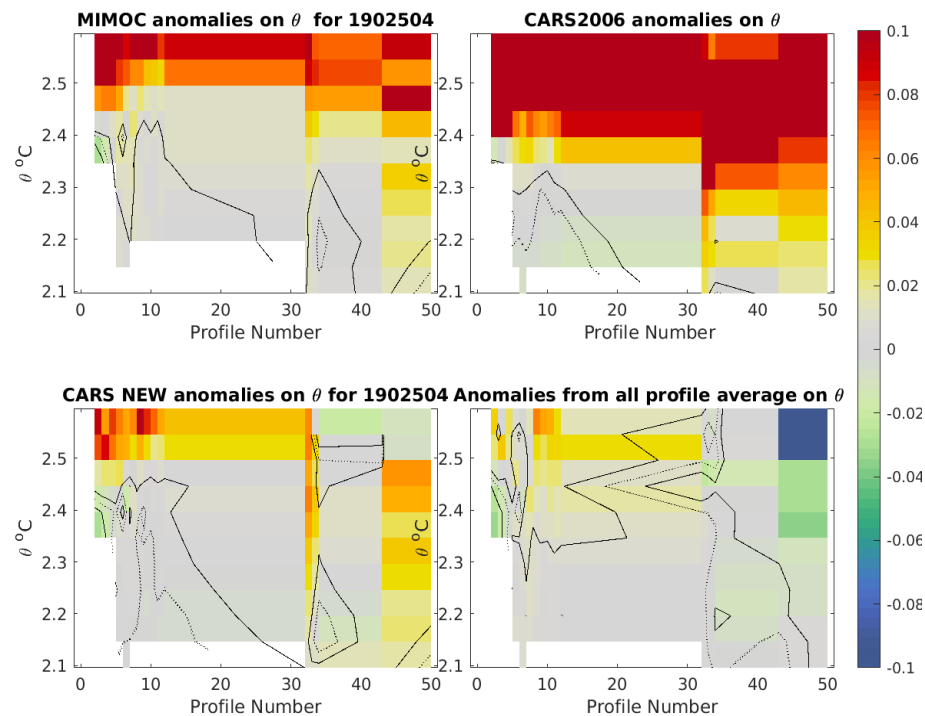 MIMOC anomalies on θ for 1902504
CARS2006 anomalies on θ
2.5
2.4
2.3
2.2
2.1
θ °C
0 10 20 30 40 50
Profile Number
2.5
2.4
2.3
2.2
2.1
θ °C
0 10 20 30 40 50
Profile Number
0.1
0.08
0.06
0.04
0.02
0
-0.02
-0.04
-0.06
-0.08
-0.1
CARS NEW anomalies on θ for 1902504
Anomalies from all profile average on θ
2.5
2.4
2.3
2.2
2.1
θ °C
0 10 20 30 40 50
Profile Number
2.5
2.4
2.3
2.2
2.1
θ °C
0 10 20 30 40 50
Profile Number